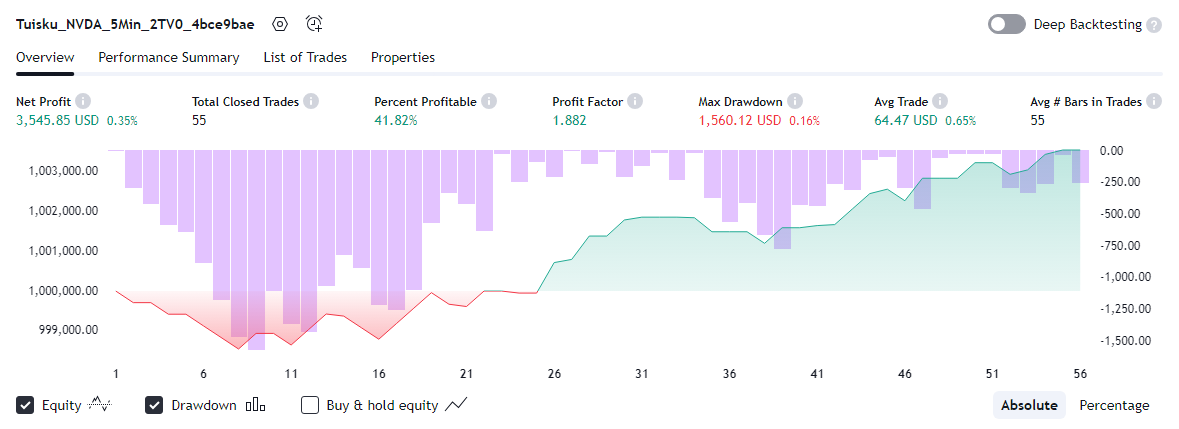 Tuisku_NVDA_5Min_2TV0_4bce9bae
Deep Backtesting ?
Overview Performance Summary List of Trades Properties
Net Profit i Total Closed Trades i Percent Profitable i Profit Factor i Max Drawdown i Avg Trade i Avg # Bars in Trades i
3,545.85 USD 0.35% 55 41.82% 1.882 1,560.12 USD 0.16% 64.47 USD 0.65% 55
0.00
1,003,000.00
-250.00
1,002,000.00
-500.00
-750.00
1,001,000.00
-1,000.00
1,000,000.00
-1,250.00
999,000.00
-1,500.00
1 6 11 16 21 26 31 36 41 46 51 56
Equity Drawdown Buy & hold equity Absolute Percentage